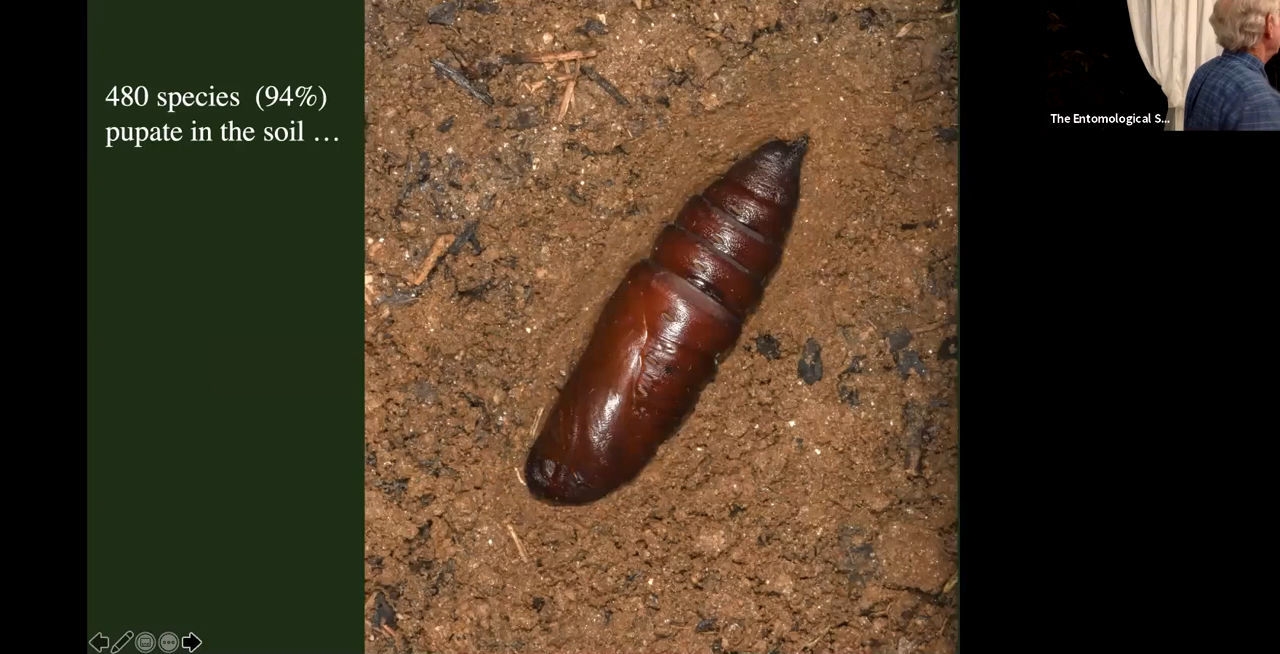 480 species (94%)
pupate in the soil …
The Entomological S...